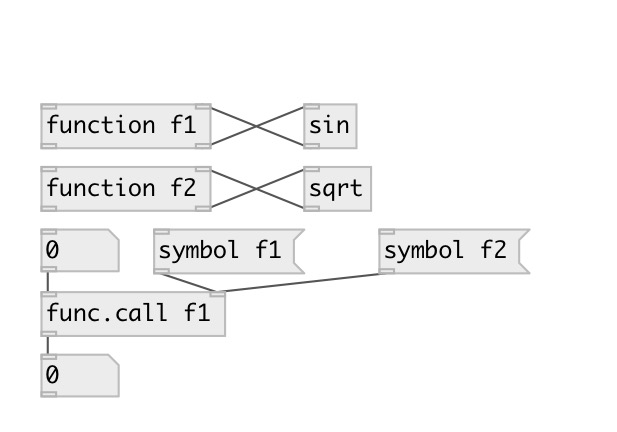 function f1
sin
function f2
sqrt
0
symbol f1
symbol f2
func.call f1
0